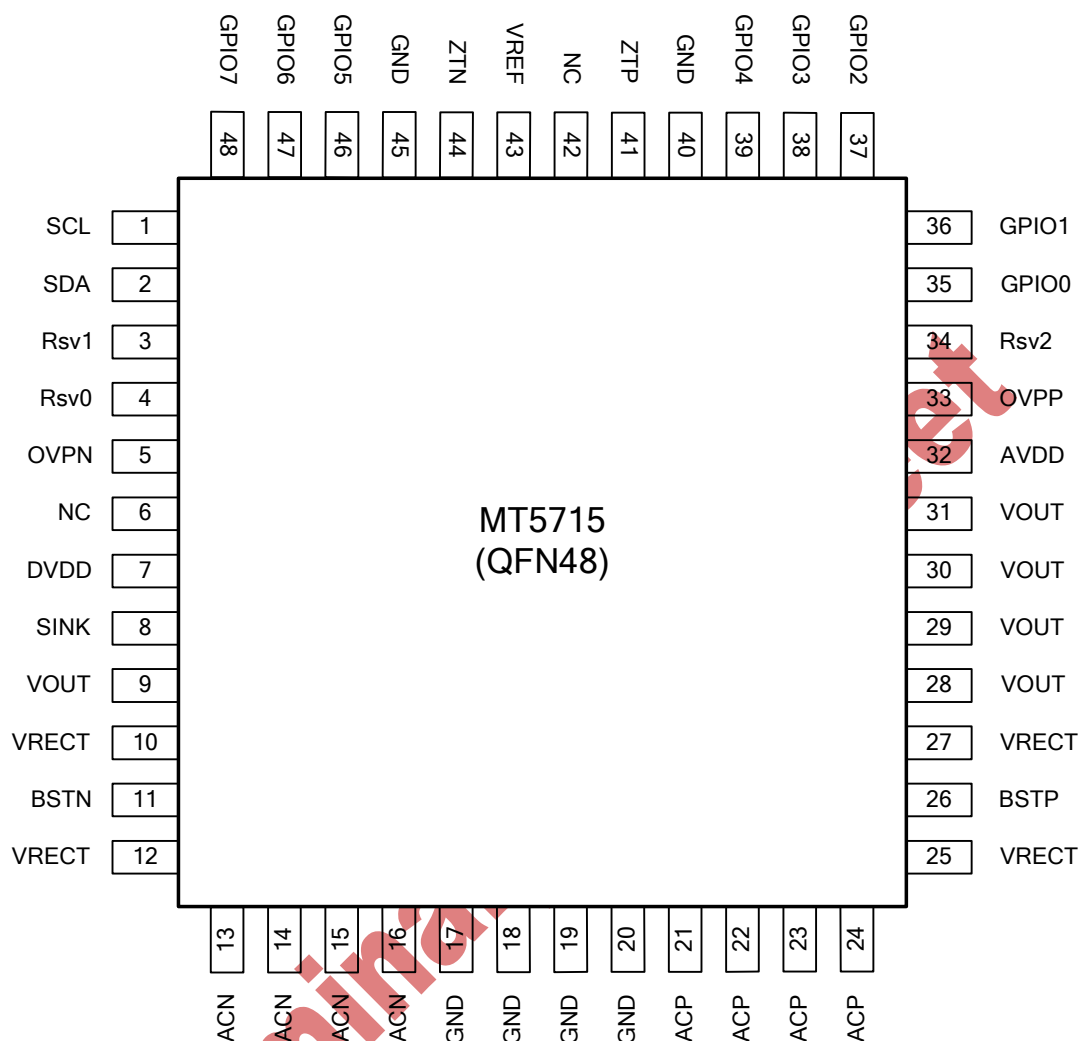 GPIO7 GPIO6 GPIO5 GND ZTN VREF NC ZTP GND GPIO4 GPIO3 GPIO2
48 47 46 45 44 43 42 41 40 39 38 37
SCL 1 36 GPIO1
SDA 2 35 GPIO0
Rsv1 3 34 Rsv2
Rsv0 4 33 OVPP
OVPN 5 32 AVDD
NC 6 31 VOUT
MT5715
(QFN48)
DVDD 7 30 VOUT
SINK 8 29 VOUT
VOUT 9 28 VOUT
VRECT 10 27 VRECT
BSTN 11 26 BSTP
VRECT 12 25 VRECT
13 14 15 16 17 18 19 20 21 22 23 24
ACN ACN ACN ACN GND GND GND GND ACP ACP ACP ACP